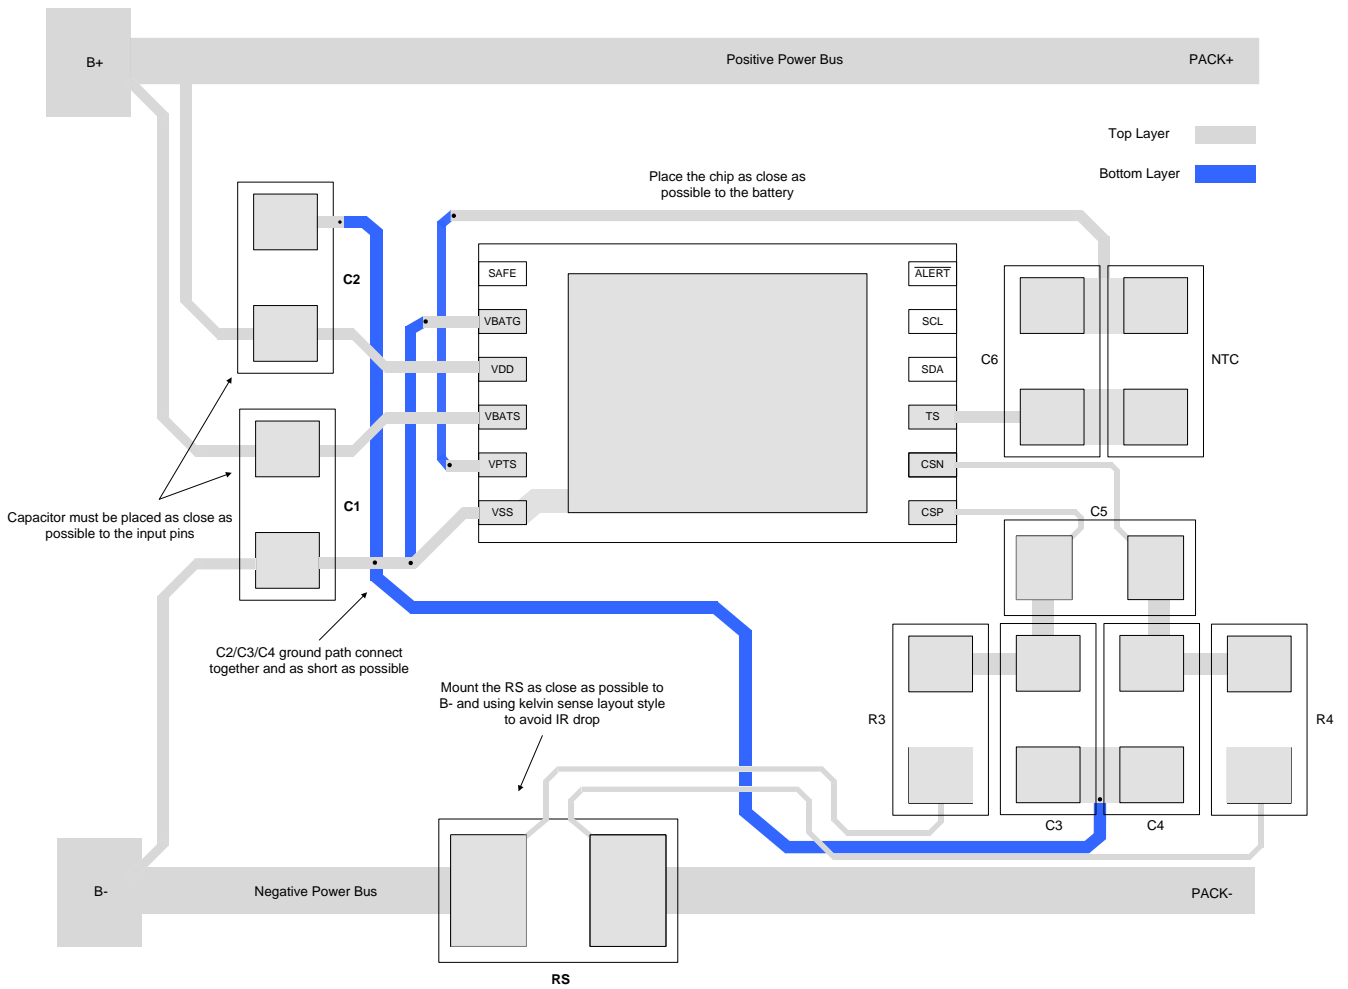 B+
Positive Power Bus
PACK+
Top Layer
Bottom Layer
Place the chip as close as
possible to the battery
SAFE
VBATG
VDD
VBATS
VPTS
VSS
ALERT
SCL
SDA
TS
CSN
CSP
C2
C1
C6
NTC
C5
Capacitor must be placed as close as
possible to the input pins
C2/C3/C4 ground path connect
together and as short as possible
Mount the RS as close as possible to
B- and using kelvin sense layout style
to avoid IR drop
R3
R4
C3
C4
B-
Negative Power Bus
PACK-
RS